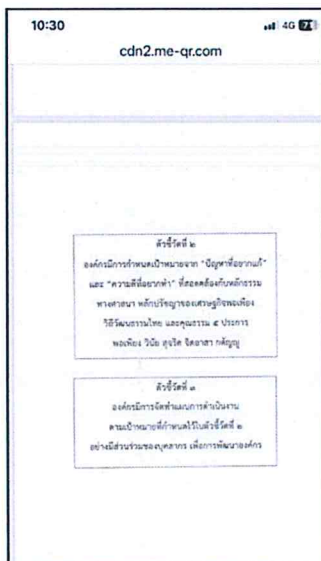 10:30
4G
cdn2.me-qr.com
ตัวชี้วัดที่ ๒
องค์กรมีการกำหนดเป้าหมายจาก "ปัญหาที่อยากแก้"
และ "ความดีที่อยากทำ" ที่สอดคล้องกับหลักธรรม
ทางศาสนา หลักปรัชญาของเศรษฐกิจพอเพียง
วิถีวัฒนธรรมไทย และคุณธรรม ๕ ประการ
พอเพียง วินัย สุจริต จิตอาสา กตัญญู
ตัวชี้วัดที่ ๓
องค์กรมีการจัดทำแผนการดำเนินงาน
ตามเป้าหมายที่กำหนดไว้ในตัวชี้วัดที่ ๒
อย่างมีส่วนร่วมของบุคลากร เพื่อการพัฒนาองค์กร